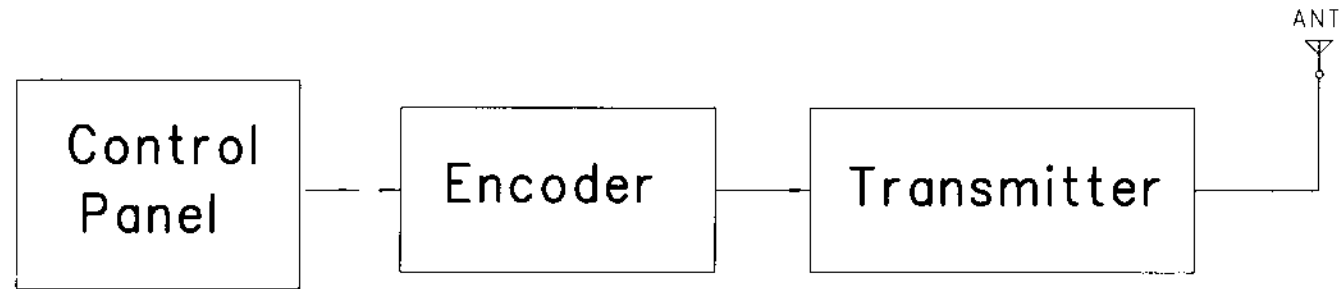 ANT
Control
Panel
Encoder
Transmitter